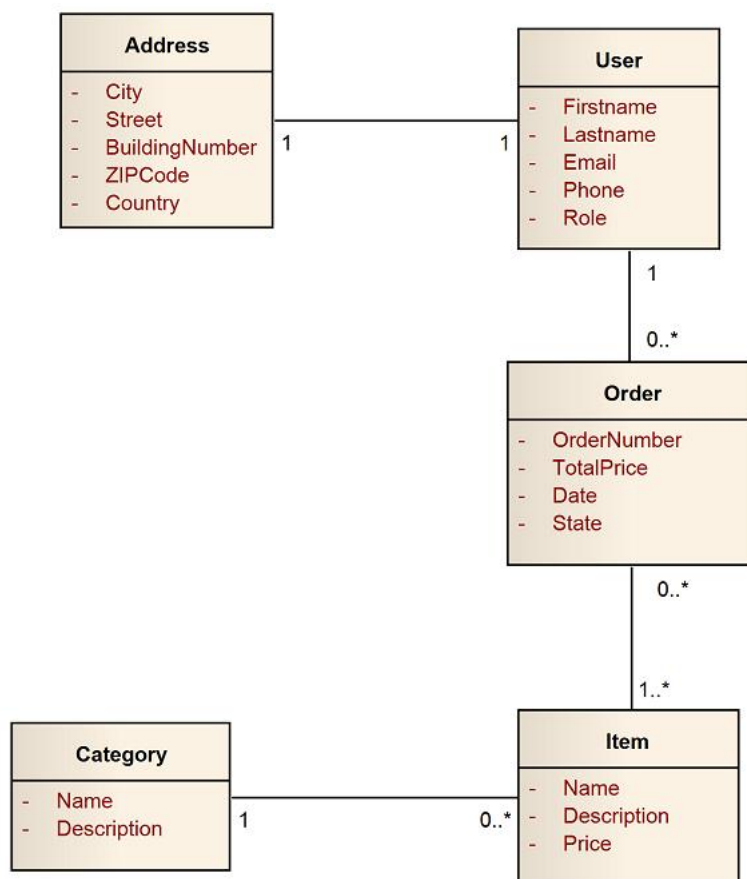 Address
- City
- Street
- BuildingNumber
- ZIPCode
- Country
1
1
User
- Firstname
- Lastname
- Email
- Phone
- Role
1
0..*
Order
- OrderNumber
- TotalPrice
- Date
- State
0..*
1..*
Category
- Name
- Description
1
0..*
Item
- Name
- Description
- Price